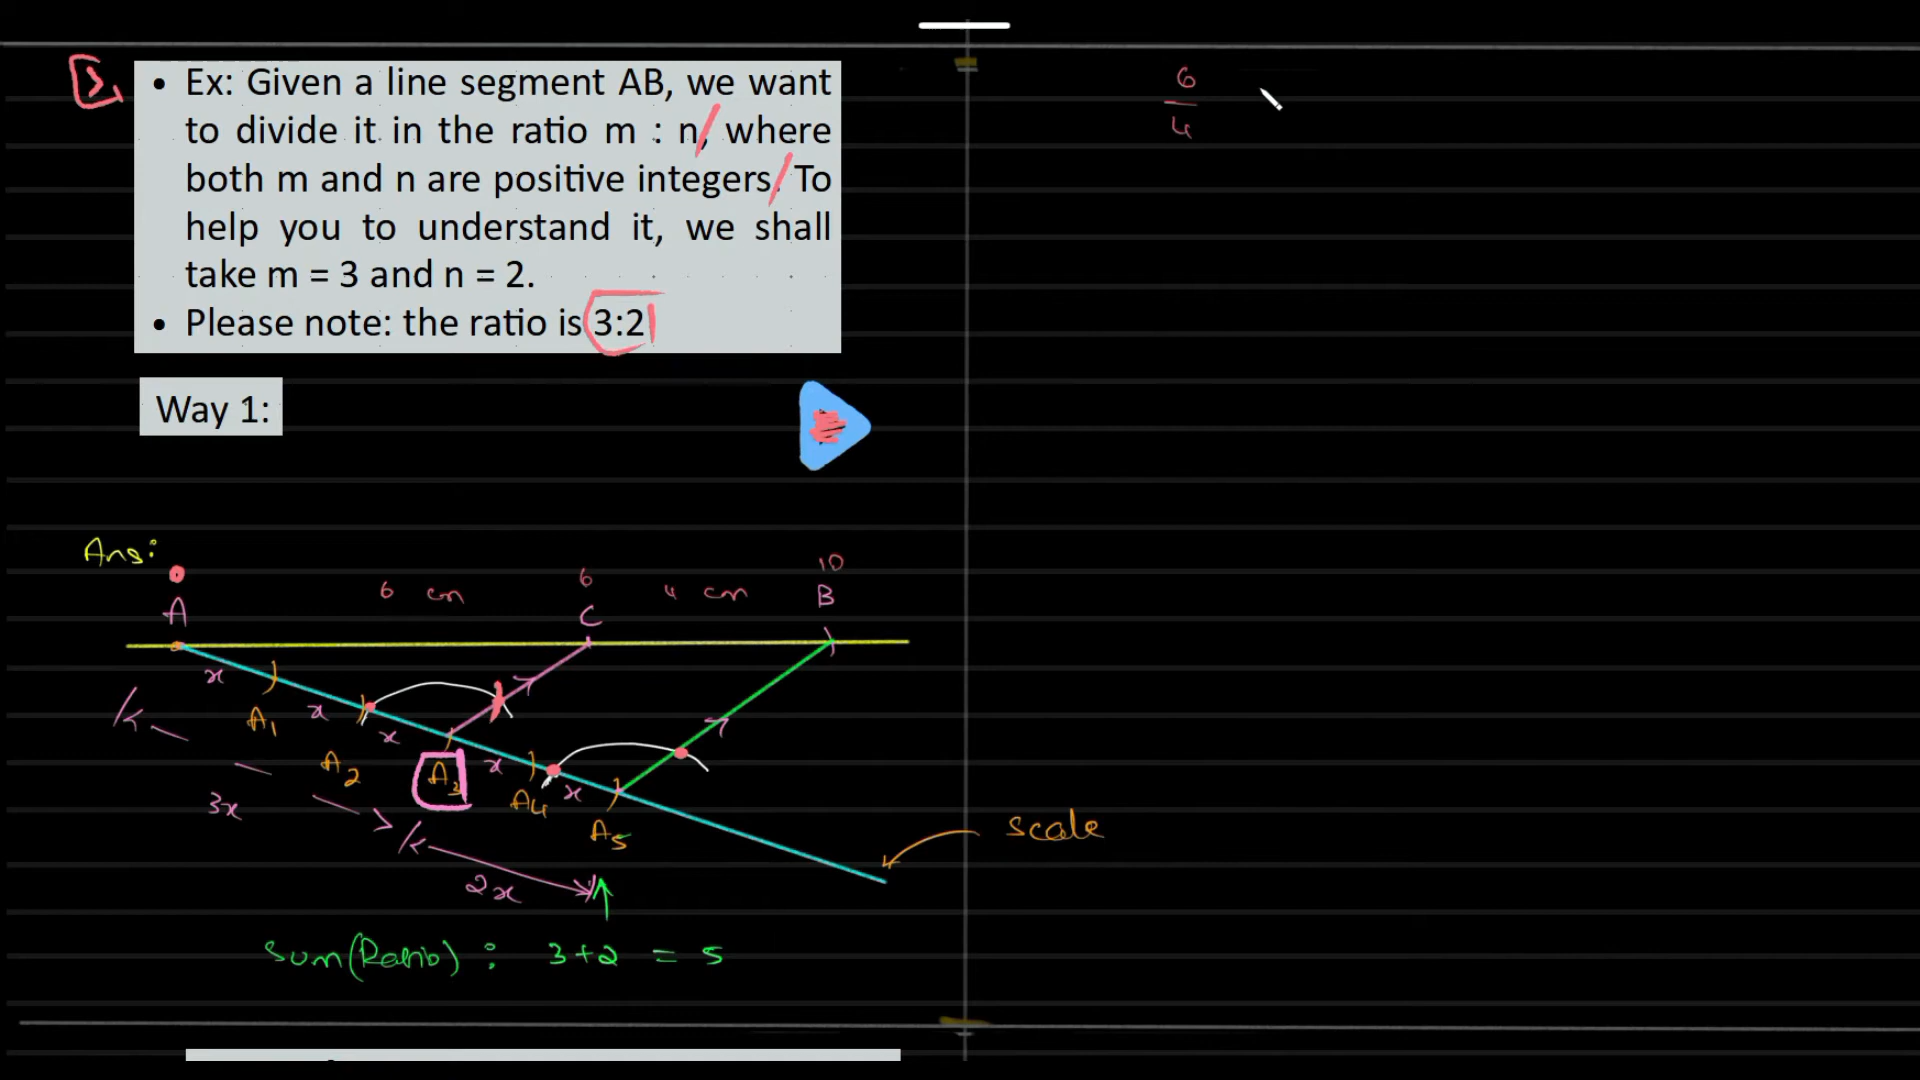 3.
• Ex: Given a line segment AB, we want
to divide it in the ratio m : n, where
both m and n are positive integers. To
help you to understand it, we shall
take m = 3 and n = 2.
• Please note: the ratio is 3:2
6
4
Way 1:
Ans:
6 10
6 cm 4 cm
A C B
x
A1 x
x
A2 A3 x
A4 x
3x
A5
scale
2x
Sum(Ratio) : 3+2 = 5